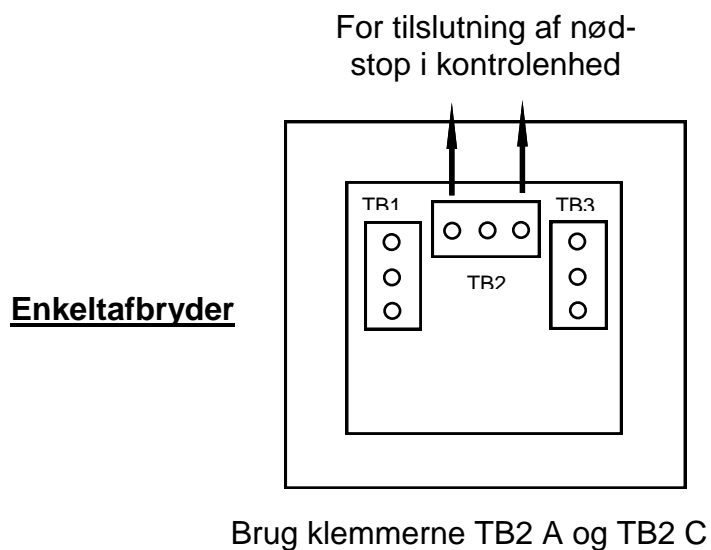 For tilslutning af nød-
stop i kontrolenhed
TB1
TB3
TB2
Enkeltafbryder
Brug klemmerne TB2 A og TB2 C